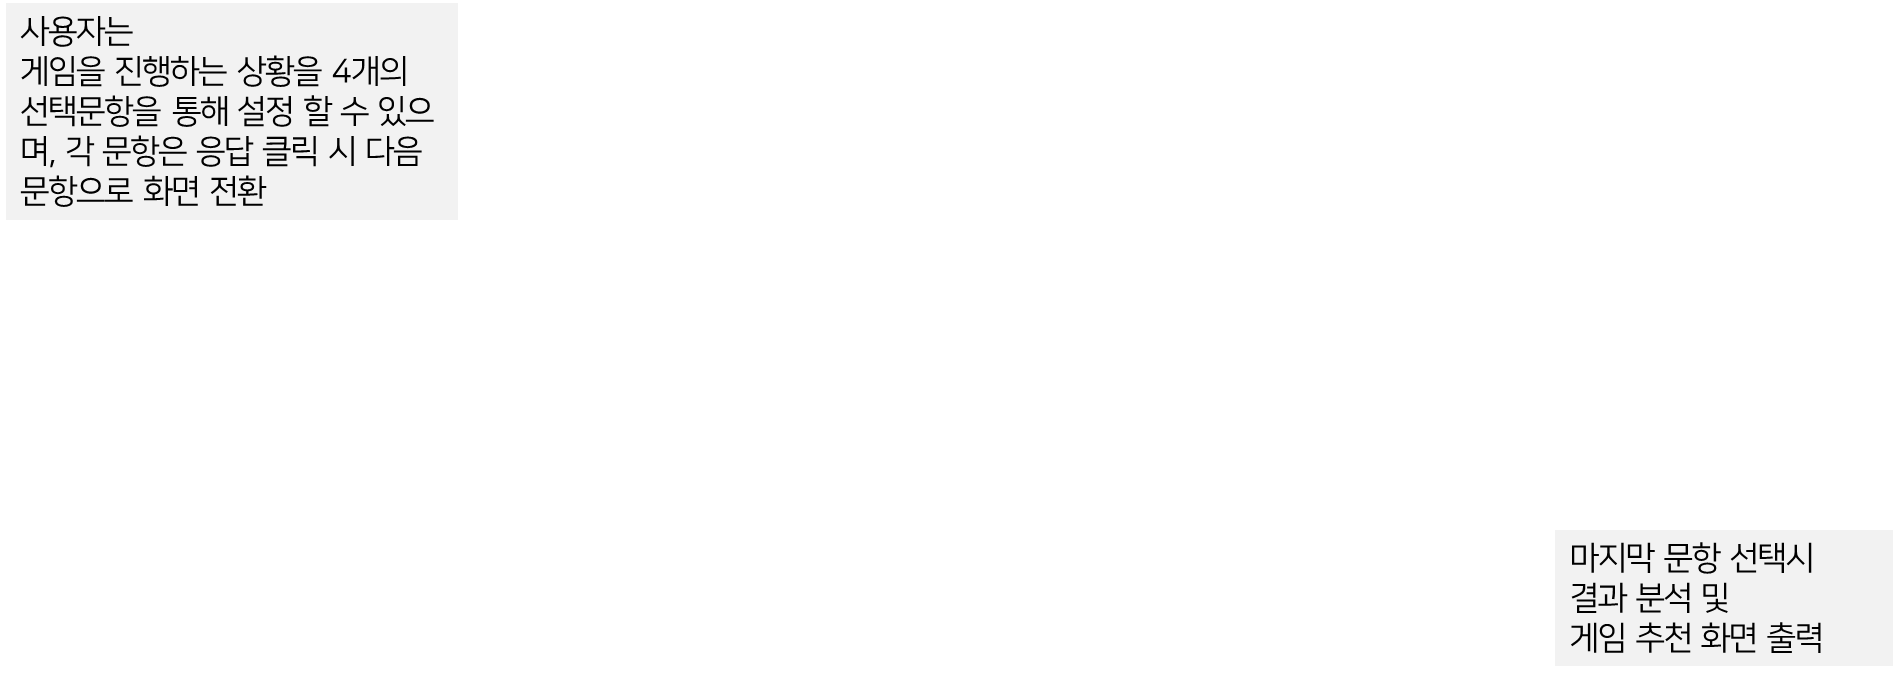 사용자는
게임을 진행하는 상황을 4개의
선택문항을 통해 설정 할 수 있으
며, 각 문항은 응답 클릭 시 다음
문항으로 화면 전환
마지막 문항 선택시
결과 분석 및
게임 추천 화면 출력